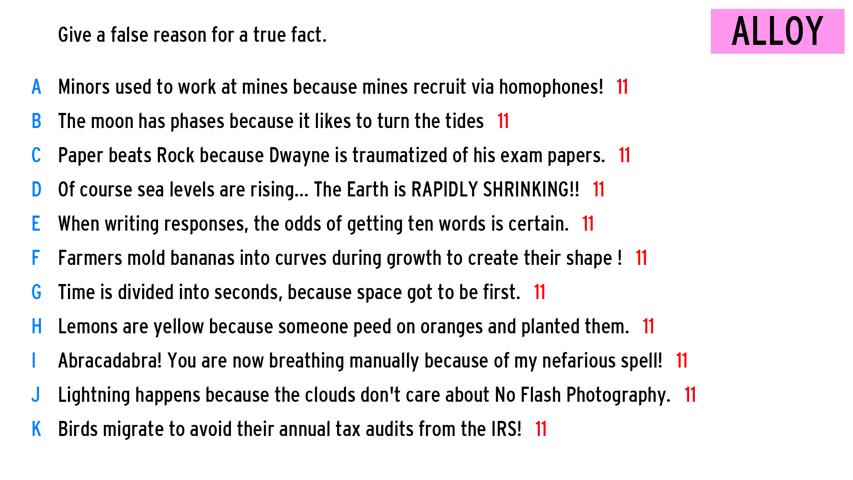 Give a false reason for a true fact.
ALLOY
A Minors used to work at mines because mines recruit via homophones! 11
B The moon has phases because it likes to turn the tides 11
C Paper beats Rock because Dwayne is traumatized of his exam papers. 11
D Of course sea levels are rising... The Earth is RAPIDLY SHRINKING!! 11
E When writing responses, the odds of getting ten words is certain. 11
F Farmers mold bananas into curves during growth to create their shape ! 11
G Time is divided into seconds, because space got to be first. 11
H Lemons are yellow because someone peed on oranges and planted them. 11
I Abracadabra! You are now breathing manually because of my nefarious spell! 11
J Lightning happens because the clouds don't care about No Flash Photography. 11
K Birds migrate to avoid their annual tax audits from the IRS! 11